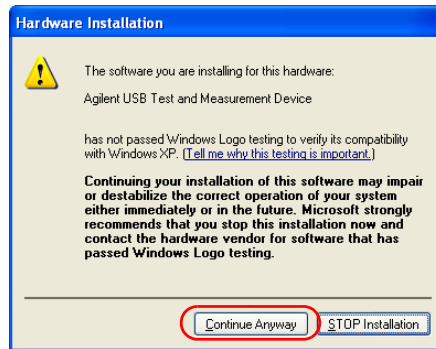 Hardware Installation
The software you are installing for this hardware:
Agilent USB Test and Measurement Device
has not passed Windows Logo testing to verify its compatibility
with Windows XP. (Tell me why this testing is important.)
Continuing your installation of this software may impair
or destabilize the correct operation of your system
either immediately or in the future. Microsoft strongly
recommends that you stop this installation now and
contact the hardware vendor for software that has
passed Windows Logo testing.
Continue Anyway
STOP Installation